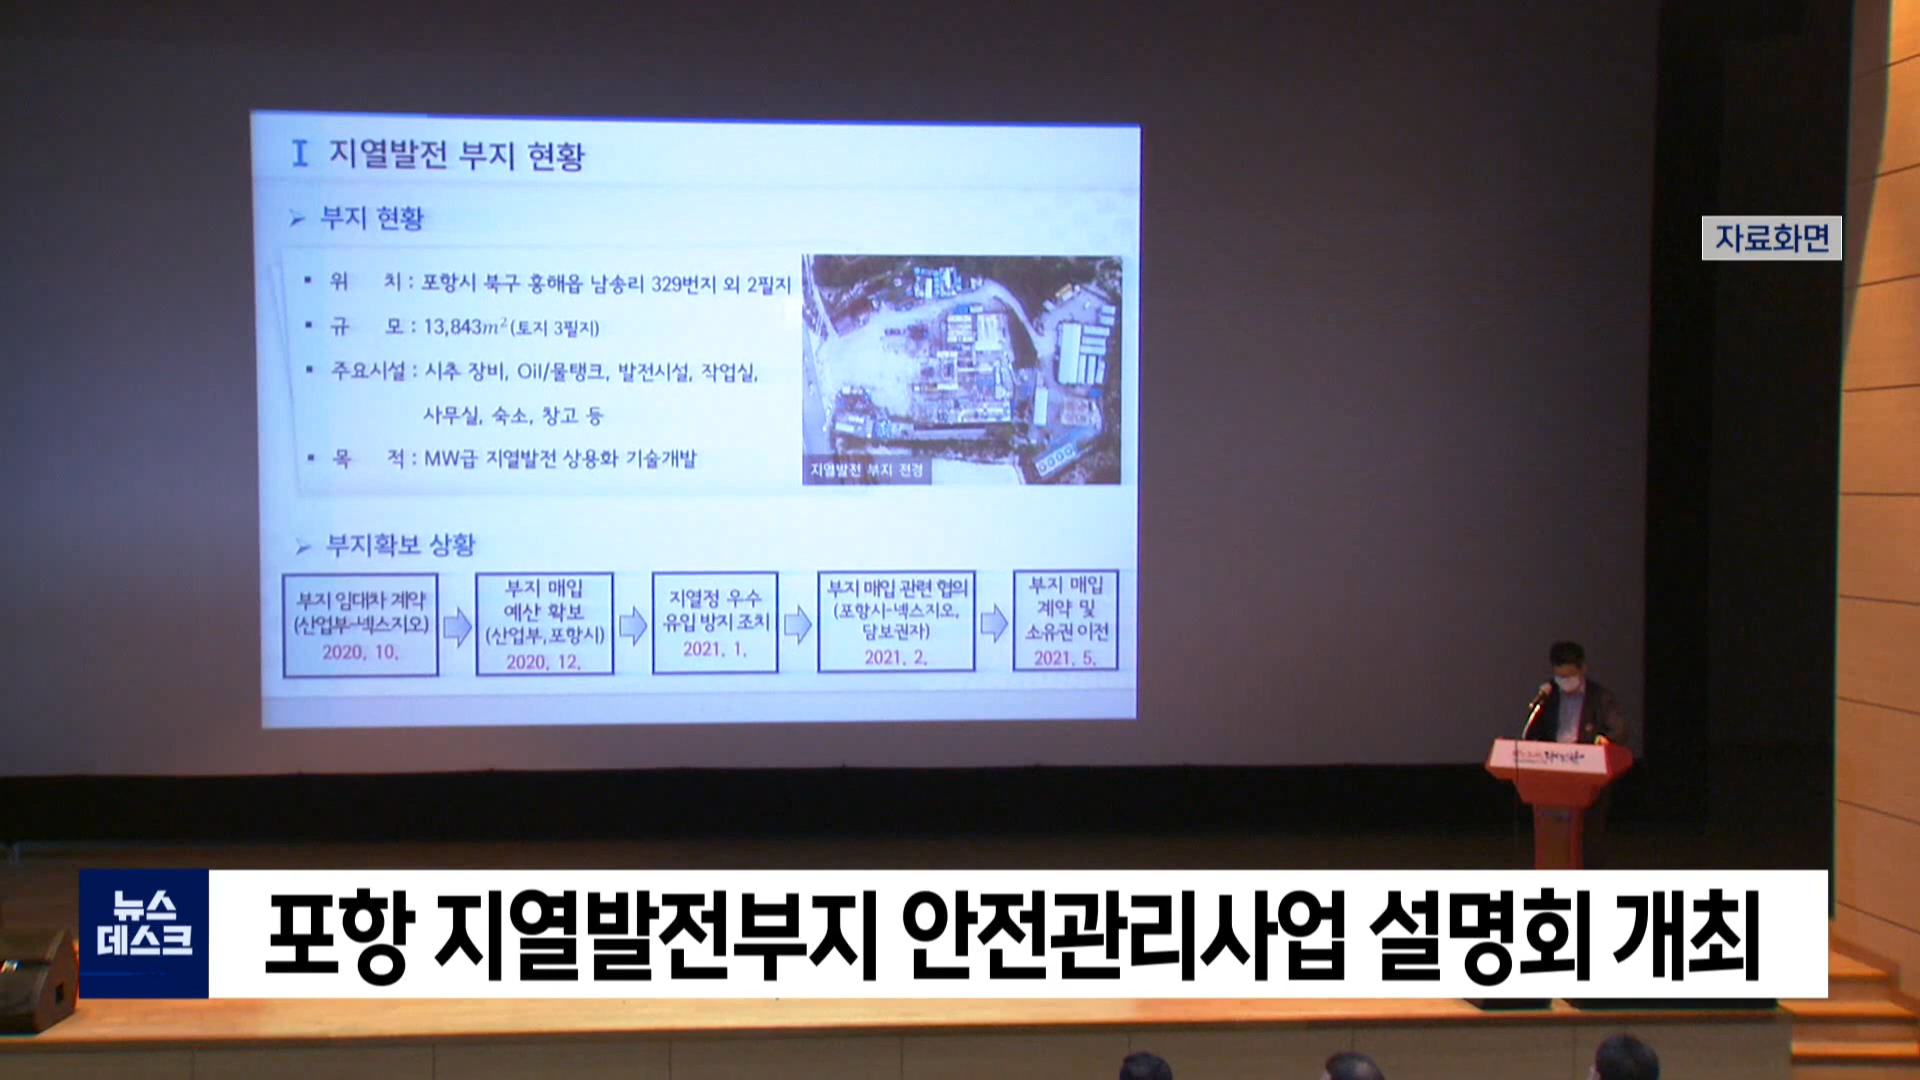 I 지열발전 부지 현황
➢ 부지 현황
▪ 위 치 : 포항시 북구 흥해읍 남송리 329번지 외 2필지
▪ 규 모 : 13,843m²(토지 3필지)
▪ 주요시설 : 시추 장비, Oil/물탱크, 발전시설, 작업실,
사무실, 숙소, 창고 등
▪ 목 적 : MW급 지열발전 상용화 기술개발
지열발전 부지 전경
➢ 부지확보 상황
부지 임대차 계약
(산업부-넥스지오)
2020. 10.
부지 매입
예산 확보
(산업부,포항시)
2020. 12.
지열정 우수
유입 방지 조치
2021. 1.
부지 매입 관련 협의
(포항시-넥스지오,
담보권자)
2021. 2.
부지 매입
계약 및
소유권 이전
2021. 5.
자료화면
뉴스
데스크
포항 지열발전부지 안전관리사업 설명회 개최